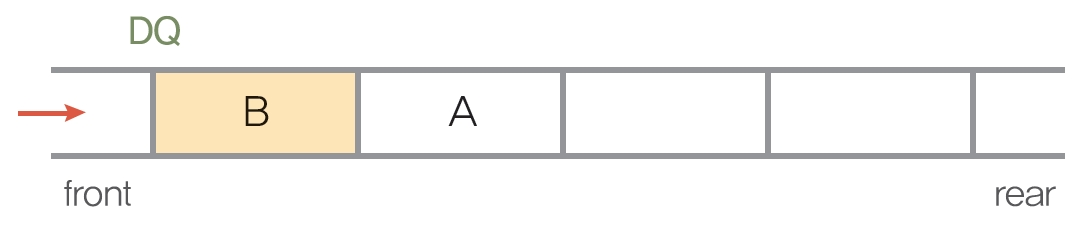 DQ
B A
front rear